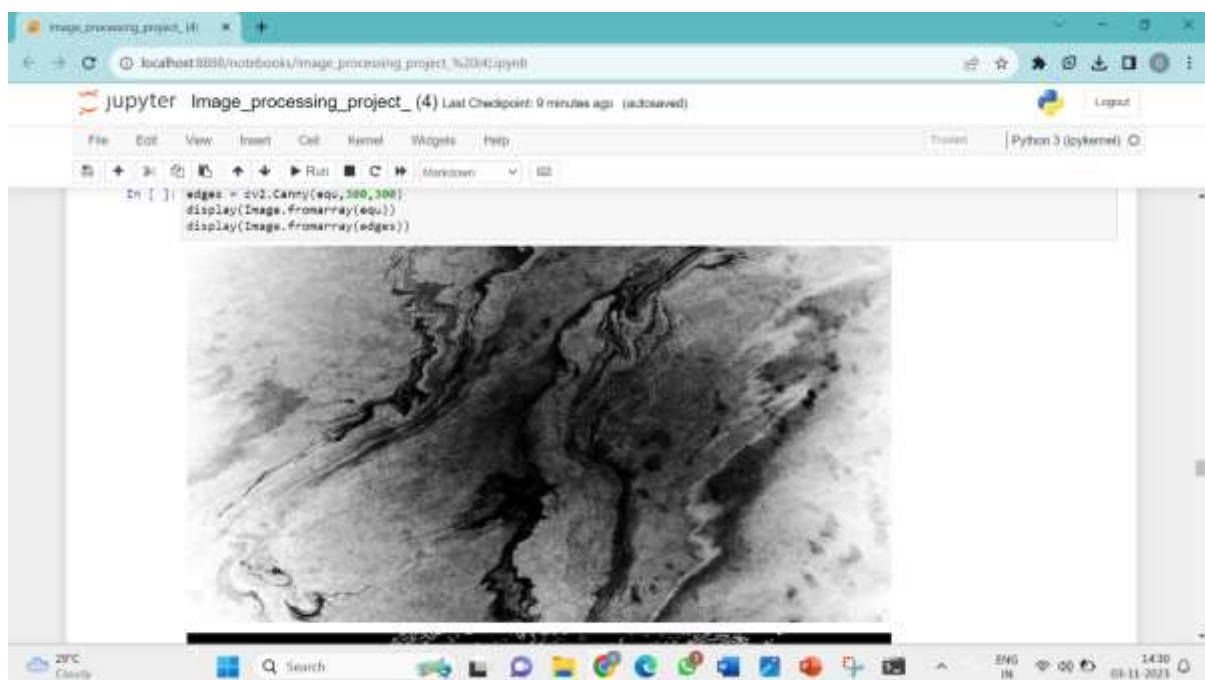 Image_processing_project_ (4)
localhost:8888/notebooks/Image_processing_project_%20(4).ipynb
jupyter Image_processing_project_ (4) Last Checkpoint: 9 minutes ago (autosaved)
Logout
File Edit View Insert Cell Kernel Widgets Help
Trusted Python 3 (ipykernel)
Run Markdown
In [ ]: edges = cv2.Canny(equ,300,300)
display(Image.fromarray(equ))
display(Image.fromarray(edges))
29°C
Cloudy
Search
ENG
IN
14:30
03-11-2023